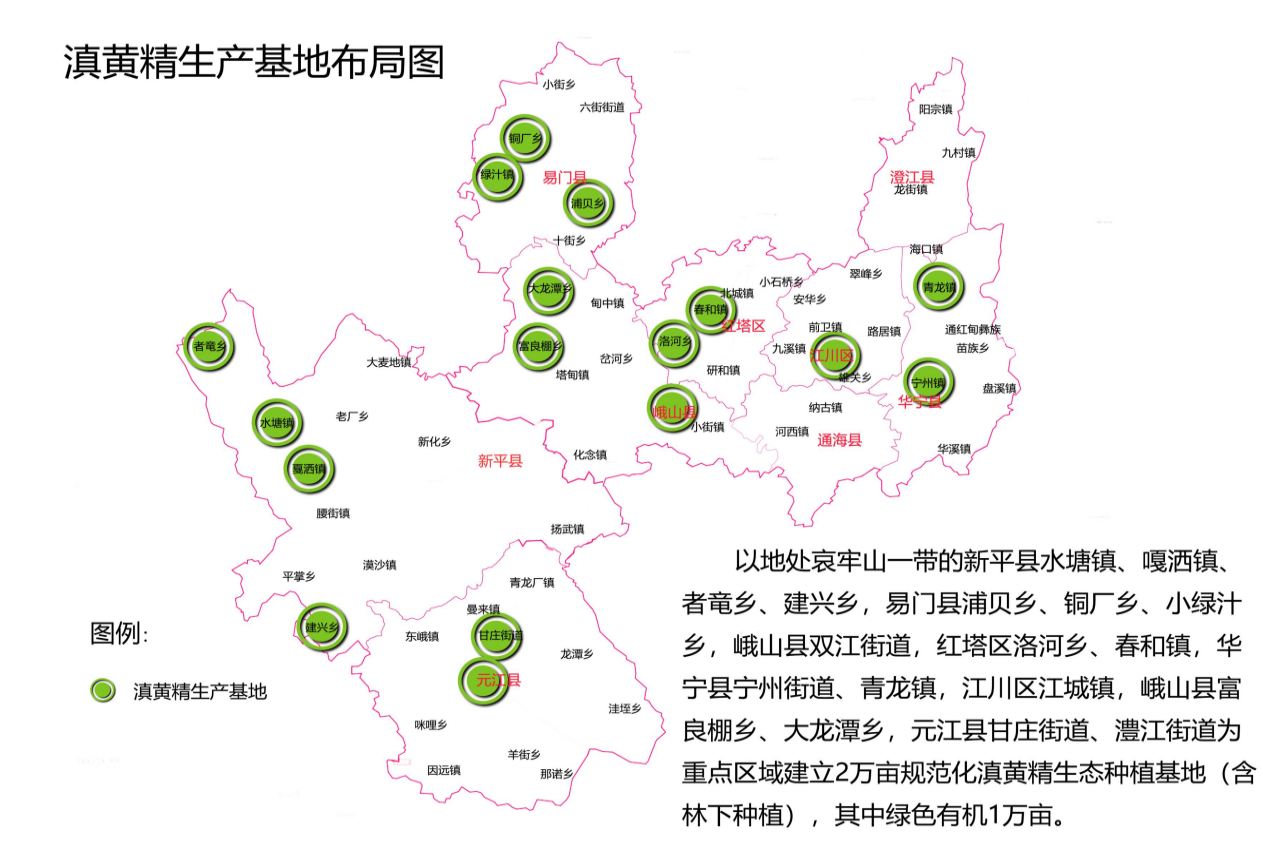 滇黄精生产基地布局图
小街乡
六街街道
铜厂乡
绿汁镇
易门县
浦贝乡
十街乡
阳宗镇
九村镇
澄江县
龙街镇
海口镇
大龙潭乡
甸中镇
富良棚乡
岔河乡
塔甸镇
北城镇
小石桥乡
春和镇
红塔区
洛河乡
研和镇
翠峰乡
安华乡
前卫镇
路居镇
九溪镇
江川区
雄关乡
青龙镇
通红甸彝族
苗族乡
宁州镇
盘溪镇
华宁县
华溪镇
峨山县
小街镇
纳古镇
河西镇
通海县
化念镇
者竜乡
大麦地镇
水塘镇
老厂乡
新化乡
戛洒镇
新平县
腰街镇
扬武镇
漠沙镇
平掌乡
建兴乡
青龙厂镇
曼来镇
东峨镇
甘庄街道
龙潭乡
元江县
洼垤乡
咪哩乡
羊街乡
因远镇
那诺乡
图例:
滇黄精生产基地
以地处哀牢山一带的新平县水塘镇、嘎洒镇、
者竜乡、建兴乡，易门县浦贝乡、铜厂乡、小绿汁
乡，峨山县双江街道，红塔区洛河乡、春和镇，华
宁县宁州街道、青龙镇，江川区江城镇，峨山县富
良棚乡、大龙潭乡，元江县甘庄街道、澧江街道为
重点区域建立2万亩规范化滇黄精生态种植基地（含
林下种植），其中绿色有机1万亩。